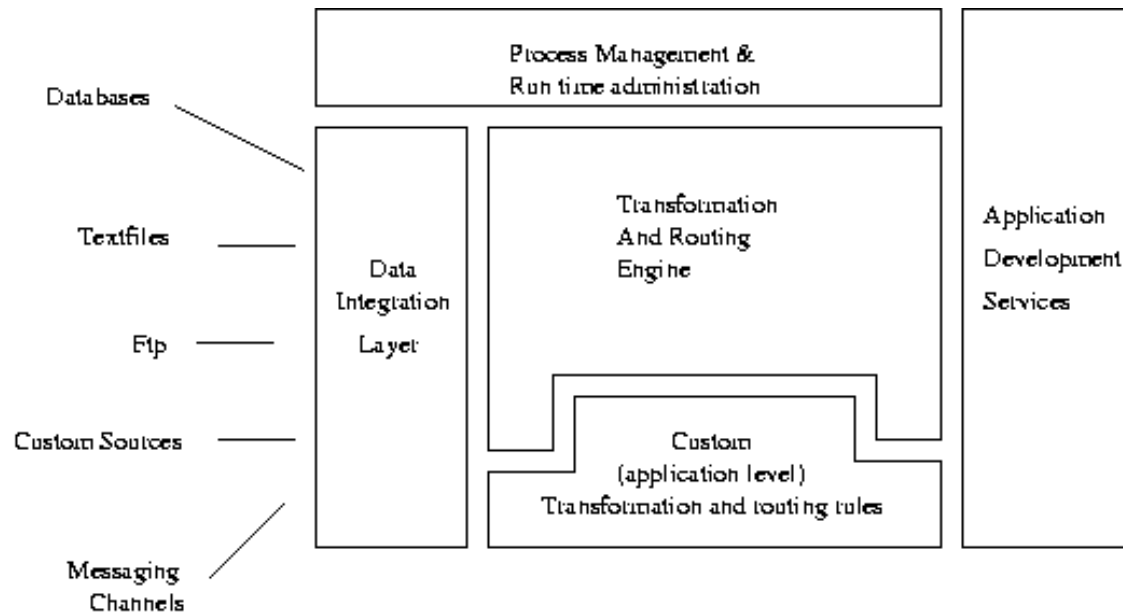 Process Management &
Run time administration
Databases
Textfiles
Ftp
Custom Sources
Messaging
Channels
Data
Integration
Layer
Transformation
And Routing
Engine
Custom
(application level)
Transformation and routing rules
Application
Development
Services